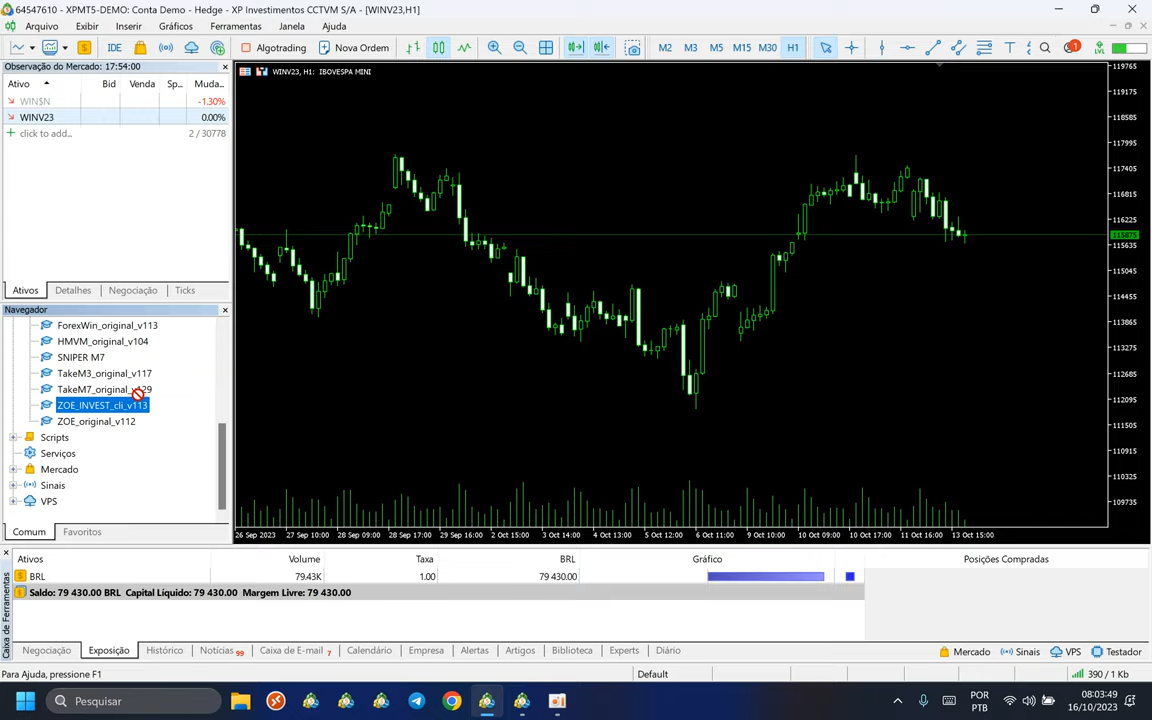 64547610 - XPMT5-DEMO: Conta Demo - Hedge - XP Investimentos CCTVM S/A - [WINV23,H1]
Arquivo Exibir Inserir Gráficos Ferramentas Janela Ajuda
IDE Algotrading Nova Ordem M2 M3 M5 M15 M30 H1 T 1 LVL
Observação do Mercado: 17:54:00
Ativo Bid Venda Sp... Muda...
WIN$N -1.30%
WINV23 0.00%
click to add... 2 / 30778
Ativos Detalhes Negociação Ticks
Navegador
ForexWin_original_v113
HMVM_original_v104
SNIPER M7
TakeM3_original_v117
TakeM7_original_v129
ZOE_INVEST_cli_v113
ZOE_original_v112
Scripts
Serviços
Mercado
Sinais
VPS
Comum Favoritos
WINV23, H1: IBOVESPA MINI
119765
119175
118585
117995
117405
116815
116225
115875
115635
115045
114455
113865
113275
112685
112095
111505
110915
110325
109735
26 Sep 2023 27 Sep 10:00 28 Sep 09:00 28 Sep 17:00 29 Sep 16:00 2 Oct 15:00 3 Oct 14:00 4 Oct 13:00 5 Oct 12:00 6 Oct 11:00 9 Oct 10:00 10 Oct 09:00 10 Oct 17:00 11 Oct 16:00 13 Oct 15:00
Ativos Volume Taxa BRL Gráfico Posições Compradas
BRL 79.43K 1.00 79 430.00
Saldo: 79 430.00 BRL Capital Líquido: 79 430.00 Margem Livre: 79 430.00
Caixa de Ferramentas
Negociação Exposição Histórico Notícias 99 Caixa de E-mail 7 Calendário Empresa Alertas Artigos Biblioteca Experts Diário Mercado Sinais VPS Testador
Para Ajuda, pressione F1 Default 390 / 1 Kb
Pesquisar
POR
PTB
08:03:49
16/10/2023